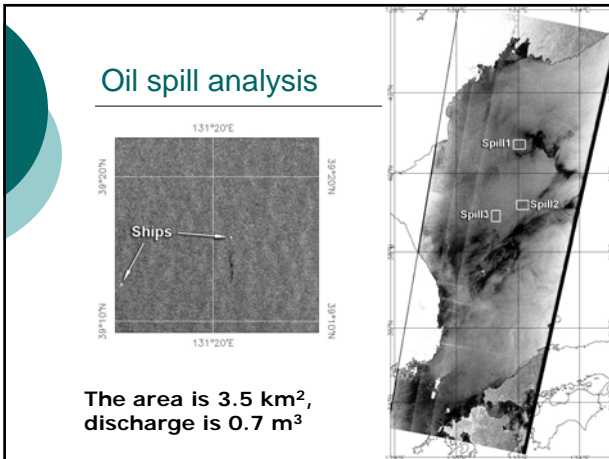 Oil spill analysis
131°20'E
39°20'N
39°20'N
Ships
39°10'N
39°10'N
131°20'E
The area is 3.5 km², discharge is 0.7 m³
Spill1
Spill2
Spill3